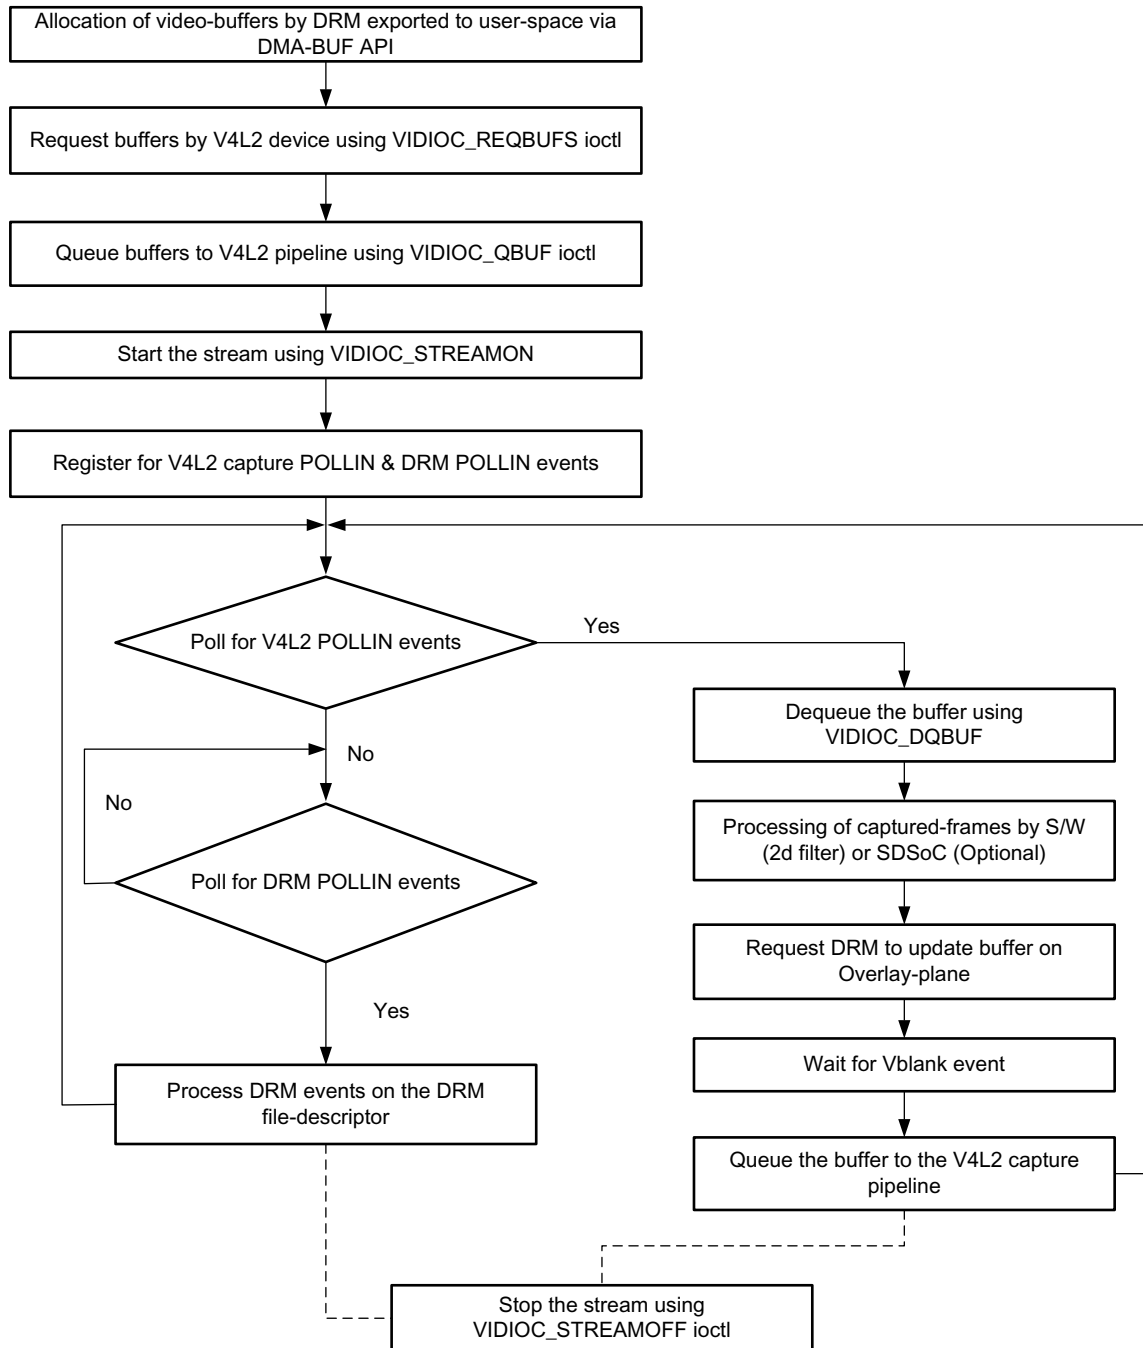 Allocation of video-buffers by DRM exported to user-space via
DMA-BUF API
Request buffers by V4L2 device using VIDIOC_REQBUFS ioctl
Queue buffers to V4L2 pipeline using VIDIOC_QBUF ioctl
Start the stream using VIDIOC_STREAMON
Register for V4L2 capture POLLIN & DRM POLLIN events
Poll for V4L2 POLLIN events
Yes
No
No
Poll for DRM POLLIN events
Yes
Process DRM events on the DRM
file-descriptor
Dequeue the buffer using
VIDIOC_DQBUF
Processing of captured-frames by S/W
(2d filter) or SDSoC (Optional)
Request DRM to update buffer on
Overlay-plane
Wait for Vblank event
Queue the buffer to the V4L2 capture
pipeline
Stop the stream using
VIDIOC_STREAMOFF ioctl